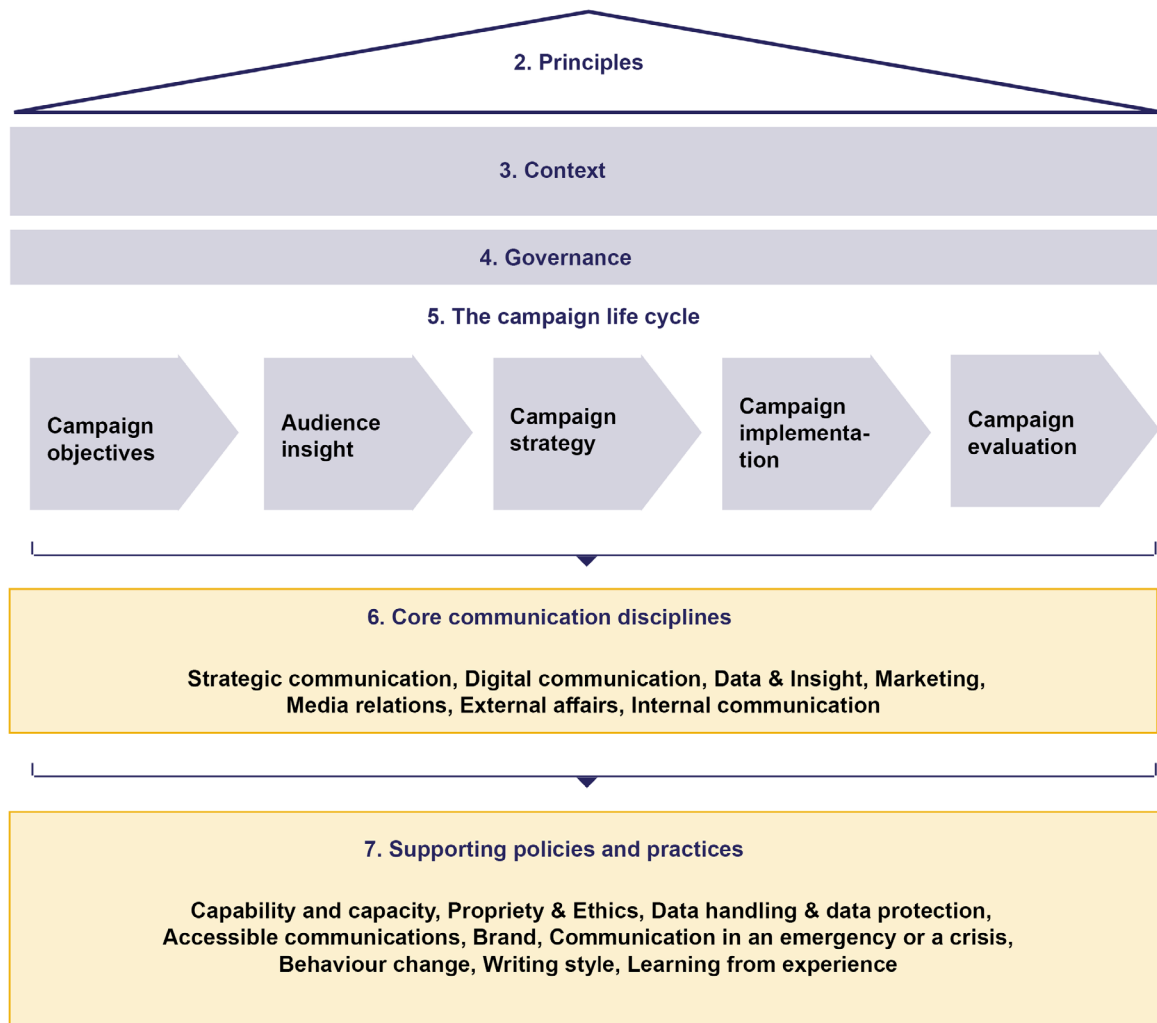 2. Principles
3. Context
4. Governance
5. The campaign life cycle
Campaign
objectives
Audience
insight
Campaign
strategy
Campaign
implementa-
tion
Campaign
evaluation
6. Core communication disciplines
Strategic communication, Digital communication, Data & Insight, Marketing,
Media relations, External affairs, Internal communication
7. Supporting policies and practices
Capability and capacity, Propriety & Ethics, Data handling & data protection,
Accessible communications, Brand, Communication in an emergency or a crisis,
Behaviour change, Writing style, Learning from experience